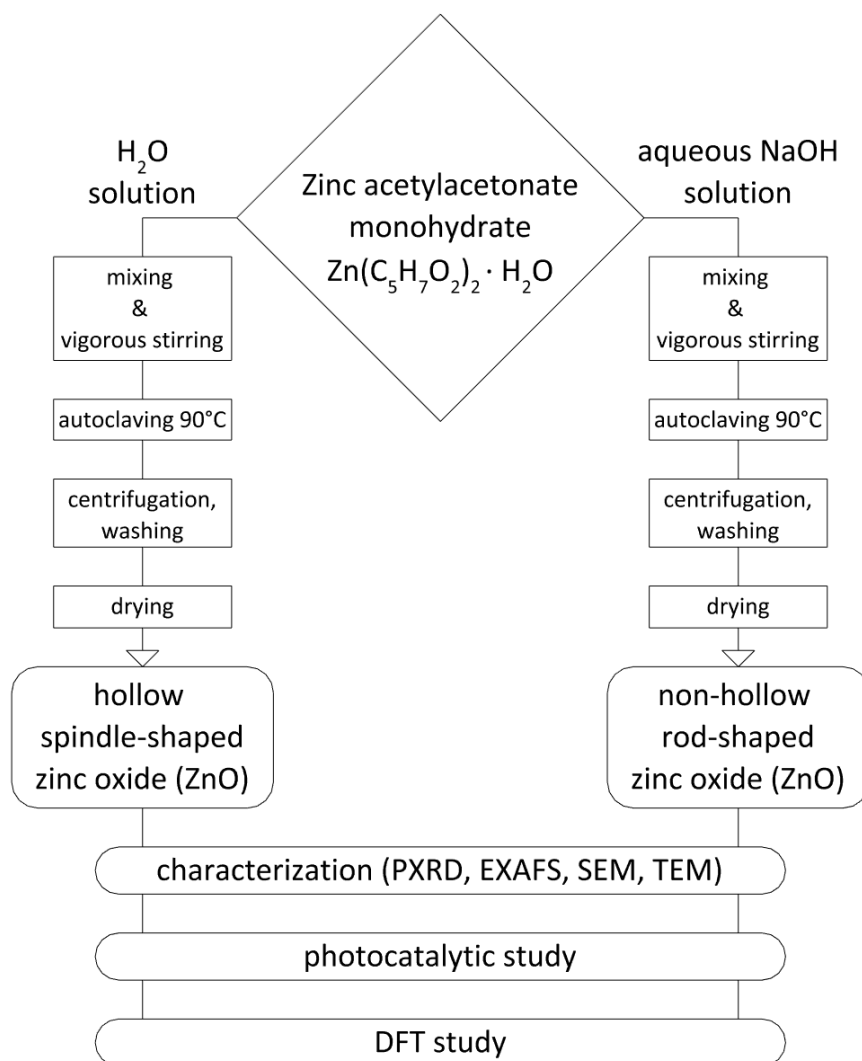 H₂O
solution
Zinc acetylacetonate
monohydrate
Zn(C₅H₇O₂)₂ · H₂O
aqueous NaOH
solution
mixing
&
vigorous stirring
autoclaving 90°C
centrifugation,
washing
drying
hollow
spindle-shaped
zinc oxide (ZnO)
mixing
&
vigorous stirring
autoclaving 90°C
centrifugation,
washing
drying
non-hollow
rod-shaped
zinc oxide (ZnO)
characterization (PXRD, EXAFS, SEM, TEM)
photocatalytic study
DFT study